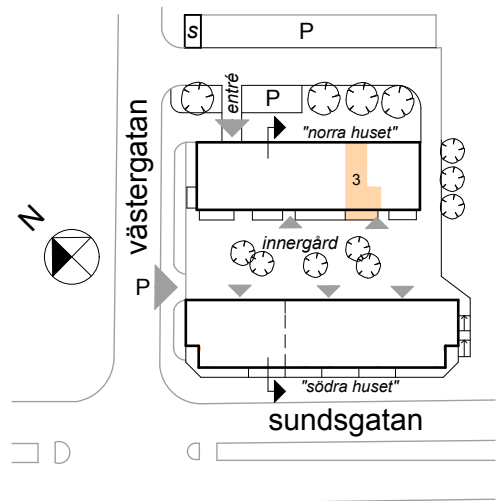 s
P
entré
P
"norra huset"
3
västergatan
N
innergård
P
"södra huset"
sundsgatan